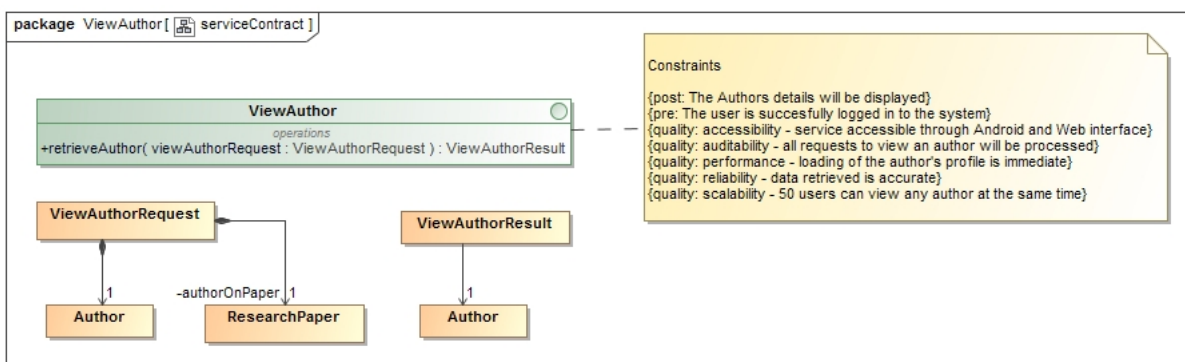 package ViewAuthor [ serviceContract ]
ViewAuthor
operations
+retrieveAuthor( viewAuthorRequest : ViewAuthorRequest ) : ViewAuthorResult
Constraints
{post: The Authors details will be displayed}
{pre: The user is succesfully logged in to the system}
{quality: accessibility - service accessible through Android and Web interface}
{quality: auditability - all requests to view an author will be processed}
{quality: performance - loading of the author's profile is immediate}
{quality: reliability - data retrieved is accurate}
{quality: scalability - 50 users can view any author at the same time}
ViewAuthorRequest
ViewAuthorResult
1
-authorOnPaper 1
1
Author
ResearchPaper
Author